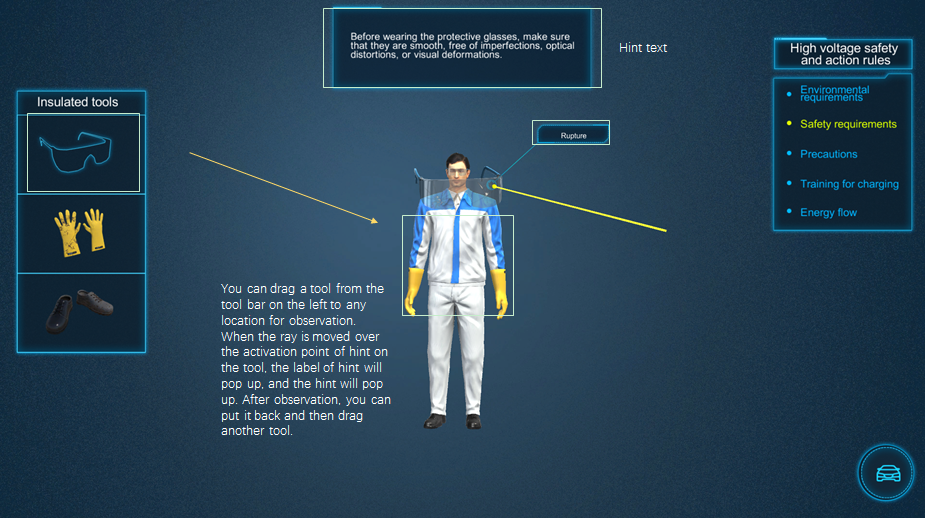 Before wearing the protective glasses, make sure
that they are smooth, free of imperfections, optical
distortions, or visual deformations.
Hint text
High voltage safety
and action rules
Environmental
requirements
Safety requirements
Precautions
Training for charging
Energy flow
Insulated tools
Rupture
You can drag a tool from the
tool bar on the left to any
location for observation.
When the ray is moved over
the activation point of hint on
the tool, the label of hint will
pop up, and the hint will pop
up. After observation, you can
put it back and then drag
another tool.